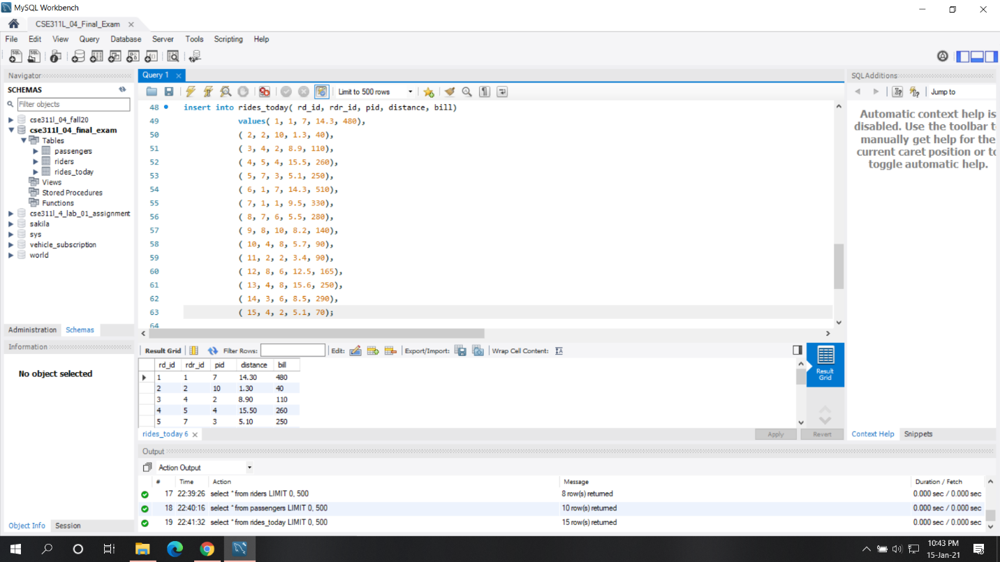 MySQL Workbench
CSE311L_04_Final_Exam
File Edit View Query Database Server Tools Scripting Help
Navigator
SCHEMAS
Filter objects
cse311l_04_fall20
cse311l_04_final_exam
Tables
passengers
riders
rides_today
Views
Stored Procedures
Functions
cse311l_4_lab_01_assignment
sakila
sys
vehicle_subscription
world
Administration Schemas
Information
No object selected
Object Info Session
Query 1
Limit to 500 rows
48 insert into rides_today( rd_id, rdr_id, pid, distance, bill)
49 values( 1, 1, 7, 14.3, 480),
50 ( 2, 2, 10, 1.3, 40),
51 ( 3, 4, 2, 8.9, 110),
52 ( 4, 5, 4, 15.5, 260),
53 ( 5, 7, 3, 5.1, 250),
54 ( 6, 1, 7, 14.3, 510),
55 ( 7, 1, 1, 9.5, 330),
56 ( 8, 7, 6, 5.5, 280),
57 ( 9, 8, 10, 8.2, 140),
58 ( 10, 4, 8, 5.7, 90),
59 ( 11, 2, 2, 3.4, 90),
60 ( 12, 8, 6, 12.5, 165),
61 ( 13, 4, 8, 15.6, 250),
62 ( 14, 3, 6, 8.5, 290),
63 ( 15, 4, 2, 5.1, 70);
64
Result Grid Filter Rows: Edit: Export/Import: Wrap Cell Content:
rd_id rdr_id pid distance bill
1 1 7 14.30 480
2 2 10 1.30 40
3 4 2 8.90 110
4 5 4 15.50 260
5 7 3 5.10 250
Result
Grid
rides_today 6
Apply Revert
SQLAdditions
Jump to
Automatic context help is
disabled. Use the toolbar t
manually get help for the
current caret position or to
toggle automatic help.
Context Help Snippets
Output
Action Output
# Time Action Message Duration / Fetch
17 22:39:26 select * from riders LIMIT 0, 500 8 row(s) returned 0.000 sec / 0.000 sec
18 22:40:16 select * from passengers LIMIT 0, 500 10 row(s) returned 0.000 sec / 0.000 sec
19 22:41:32 select * from rides_today LIMIT 0, 500 15 row(s) returned 0.000 sec / 0.000 sec
10:43 PM
15-Jan-21